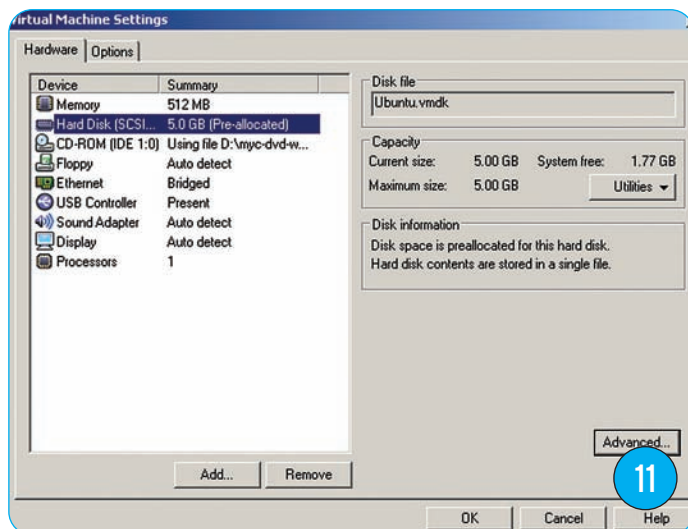 Virtual Machine Settings
Hardware Options
Device Summary
Memory 512 MB
Hard Disk (SCSI... 5.0 GB (Pre-allocated)
CD-ROM (IDE 1:0) Using file D:\myc-dvd-w...
Floppy Auto detect
Ethernet Bridged
USB Controller Present
Sound Adapter Auto detect
Display Auto detect
Processors 1
Add... Remove
Disk file
Ubuntu.vmdk
Capacity
Current size: 5.00 GB System free: 1.77 GB
Maximum size: 5.00 GB Utilities
Disk information
Disk space is preallocated for this hard disk.
Hard disk contents are stored in a single file.
Advanced...
11
OK Cancel Help